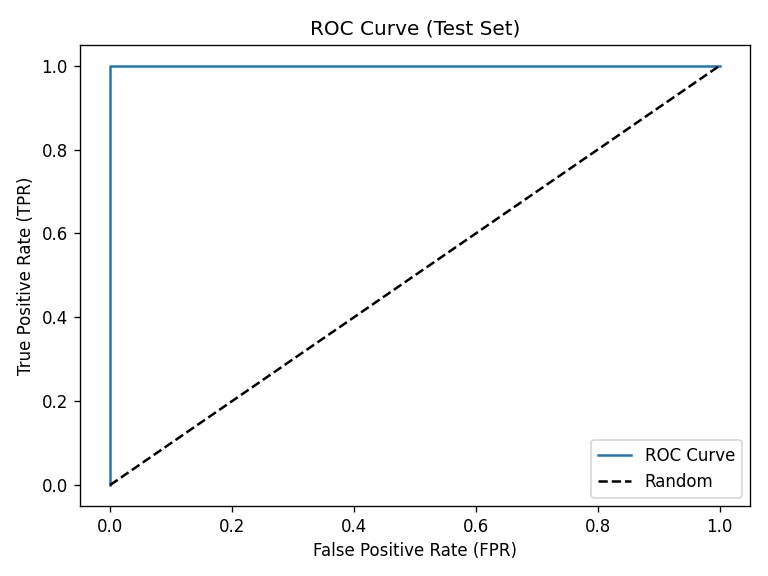 ROC Curve (Test Set)
True Positive Rate (TPR)
1.0
0.8
0.6
0.4
0.2
0.0
ROC Curve
Random
0.0 0.2 0.4 0.6 0.8 1.0
False Positive Rate (FPR)